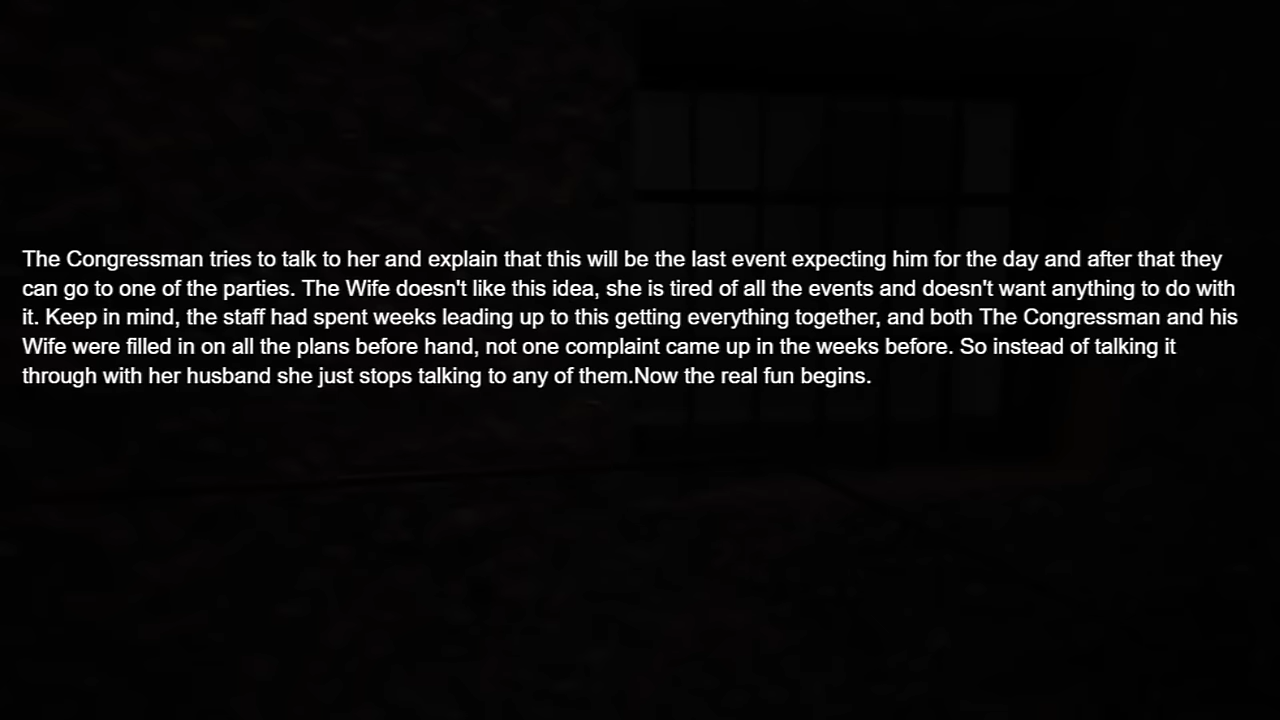 The Congressman tries to talk to her and explain that this will be the last event expecting him for the day and after that they
can go to one of the parties. The Wife doesn't like this idea, she is tired of all the events and doesn't want anything to do with
it. Keep in mind, the staff had spent weeks leading up to this getting everything together, and both The Congressman and his
Wife were filled in on all the plans before hand, not one complaint came up in the weeks before. So instead of talking it
through with her husband she just stops talking to any of them.Now the real fun begins.